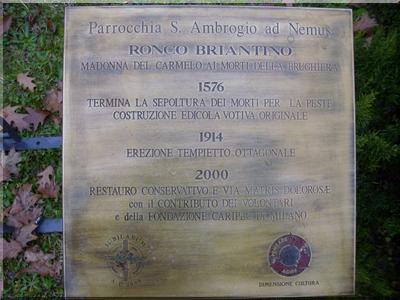 Parrocchia S. Ambrogio ad Nemus
RONCO BRIANTINO
MADONNA DEL CARMELO AI MORTI DELLA BRUGHIERA
1576
TERMINA LA SEPOLTURA DEI MORTI PER LA PESTE
COSTRUZIONE EDICOLA VOTIVA ORIGINALE
1914
EREZIONE TEMPIETTO OTTAGONALE
2000
RESTAURO CONSERVATIVO E VIA MATRIS DOLOROSÆ
con il CONTRIBUTO DEI VOLONTARI
e della FONDAZIONE CARIPLO DI MILANO
IUBILAEUM
DIMENSIONE CULTURA